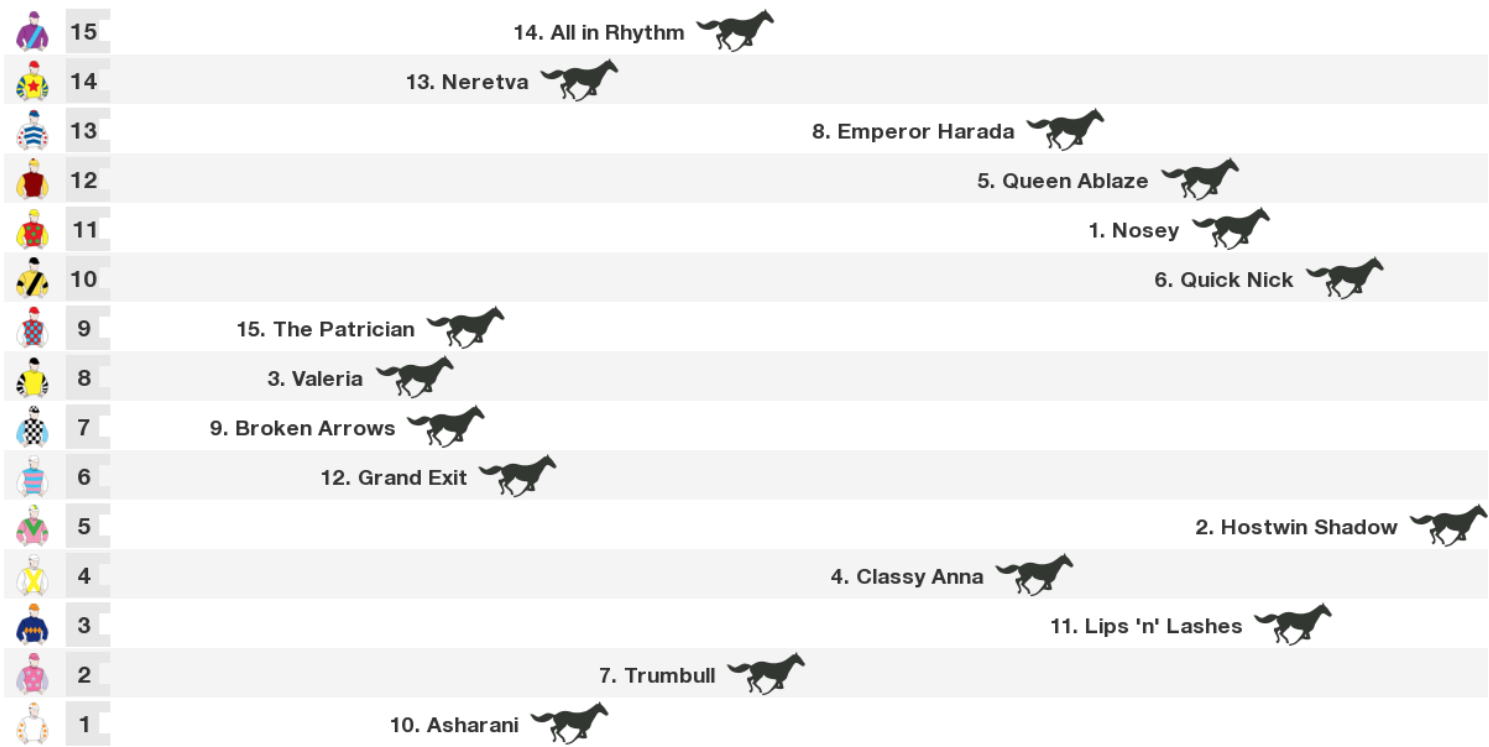 15 14. All in Rhythm
14 13. Neretva
13 8. Emperor Harada
12 5. Queen Ablaze
11 1. Nosey
10 6. Quick Nick
9 15. The Patrician
8 3. Valeria
7 9. Broken Arrows
6 12. Grand Exit
5 2. Hostwin Shadow
4 4. Classy Anna
3 11. Lips 'n' Lashes
2 7. Trumbull
1 10. Asharani